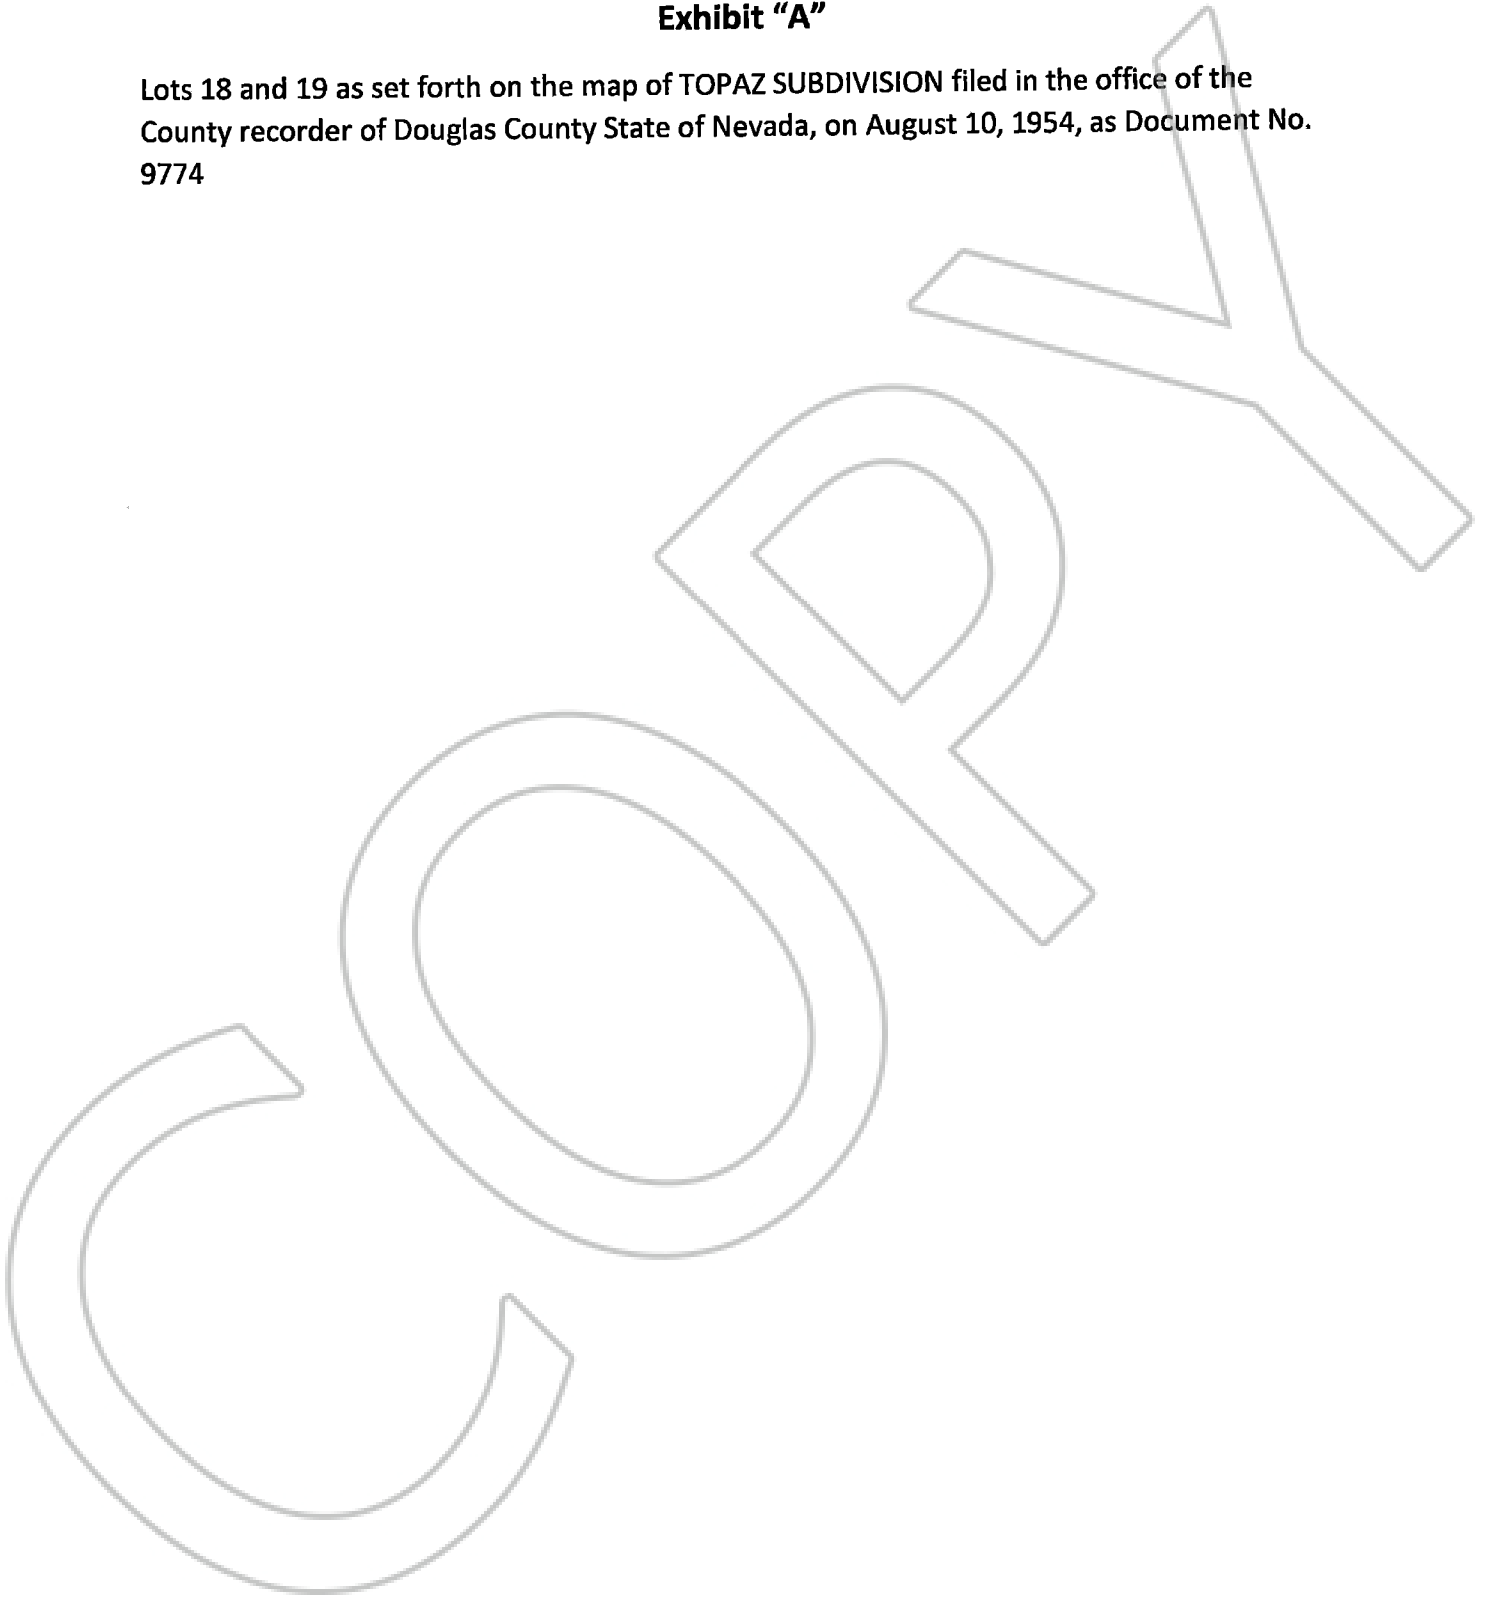 Exhibit “A”
Lots 18 and 19 as set forth on the map of TOPAZ SUBDIVISION filed in the office of the
County recorder of Douglas County State of Nevada, on August 10, 1954, as Document No.
9774
COPY